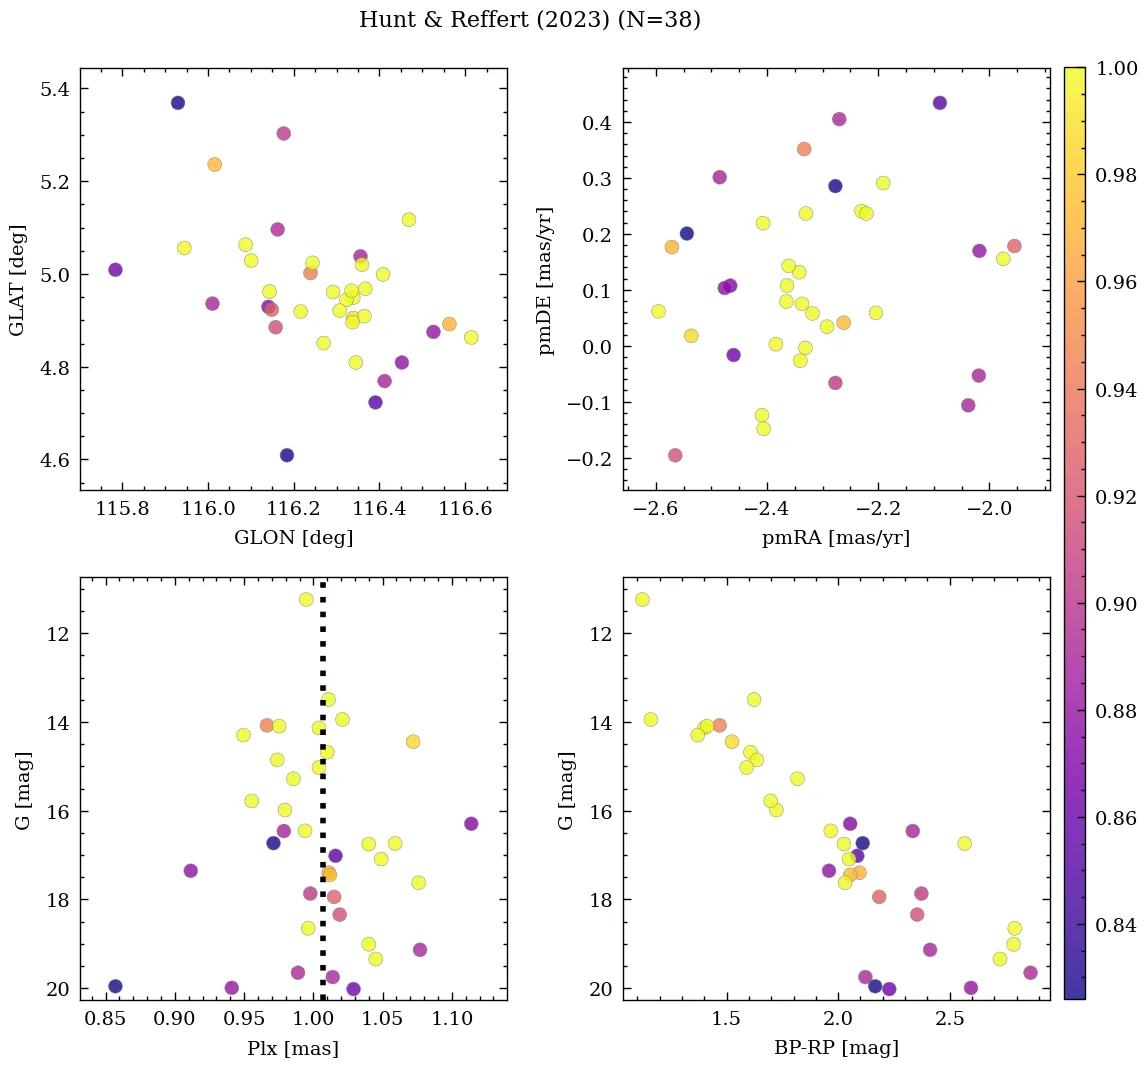 Hunt & Reffert (2023) (N=38)
5.4
5.2
5.0
4.8
4.6
GLAT [deg]
115.8 116.0 116.2 116.4 116.6
GLON [deg]
0.4
0.3
0.2
0.1
0.0
−0.1
−0.2
pmDE [mas/yr]
−2.6 −2.4 −2.2 −2.0
pmRA [mas/yr]
12
14
16
18
20
G [mag]
0.85 0.90 0.95 1.00 1.05 1.10
Plx [mas]
12
14
16
18
20
G [mag]
1.5 2.0 2.5
BP-RP [mag]
1.00
0.98
0.96
0.94
0.92
0.90
0.88
0.86
0.84